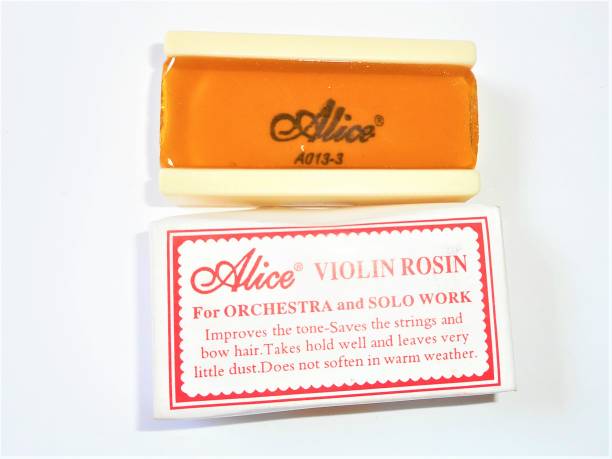 Alice®
A013-3
Alice® VIOLIN ROSIN
For ORCHESTRA and SOLO WORK
Improves the tone-Saves the strings and
bow hair.Takes hold well and leaves very
little dust.Does not soften in warm weather.